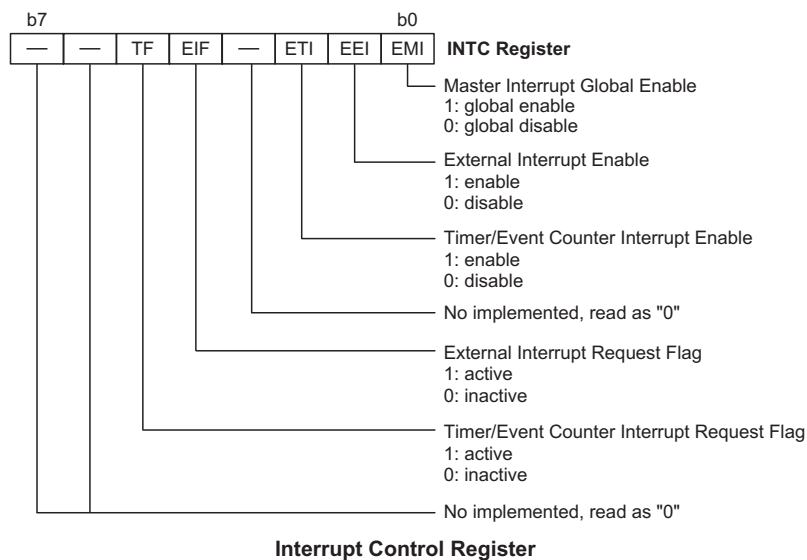 b7 b0
— — TF EIF — ETI EEI EMI INTC Register
Master Interrupt Global Enable
1: global enable
0: global disable
External Interrupt Enable
1: enable
0: disable
Timer/Event Counter Interrupt Enable
1: enable
0: disable
No implemented, read as "0"
External Interrupt Request Flag
1: active
0: inactive
Timer/Event Counter Interrupt Request Flag
1: active
0: inactive
No implemented, read as "0"
Interrupt Control Register